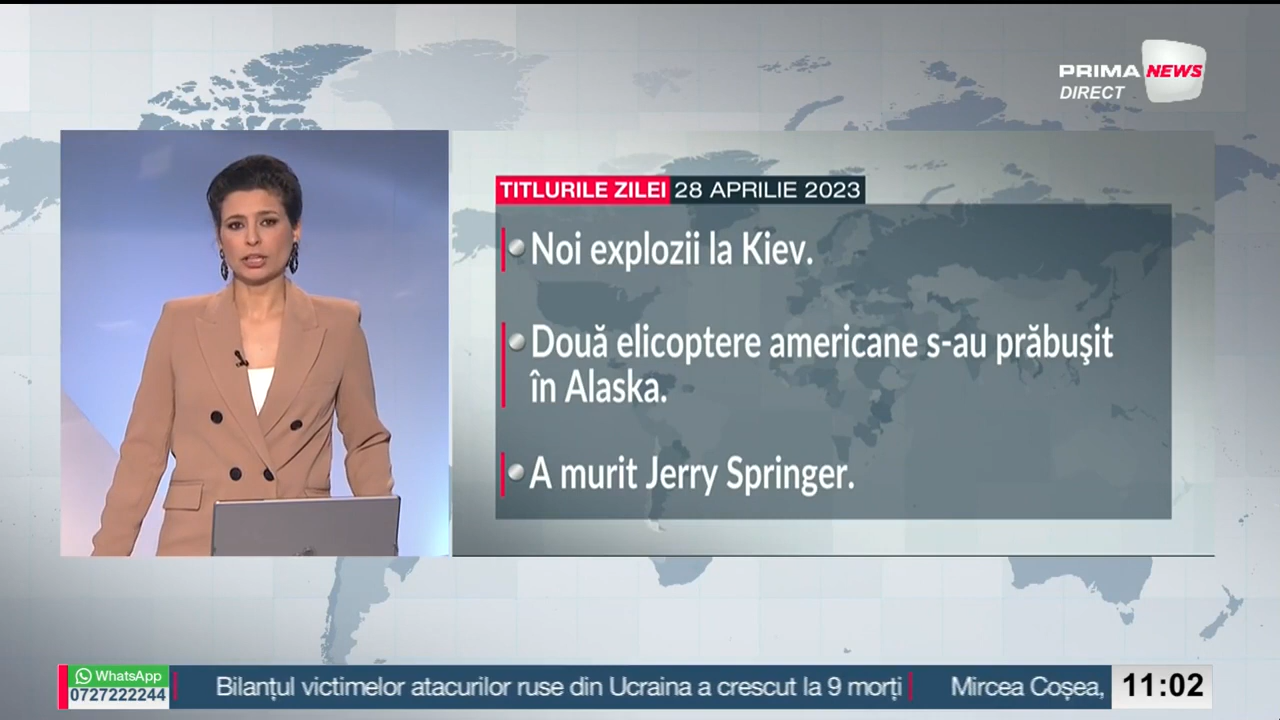 PRIMA NEWS
DIRECT
TITLURILE ZILEI 28 APRILIE 2023
Noi explozii la Kiev.
Două elicoptere americane s-au prăbuşit
în Alaska.
A murit Jerry Springer.
WhatsApp
0727222244
Bilanțul victimelor atacurilor ruse din Ucraina a crescut la 9 morți Mircea Coșea,
11:02